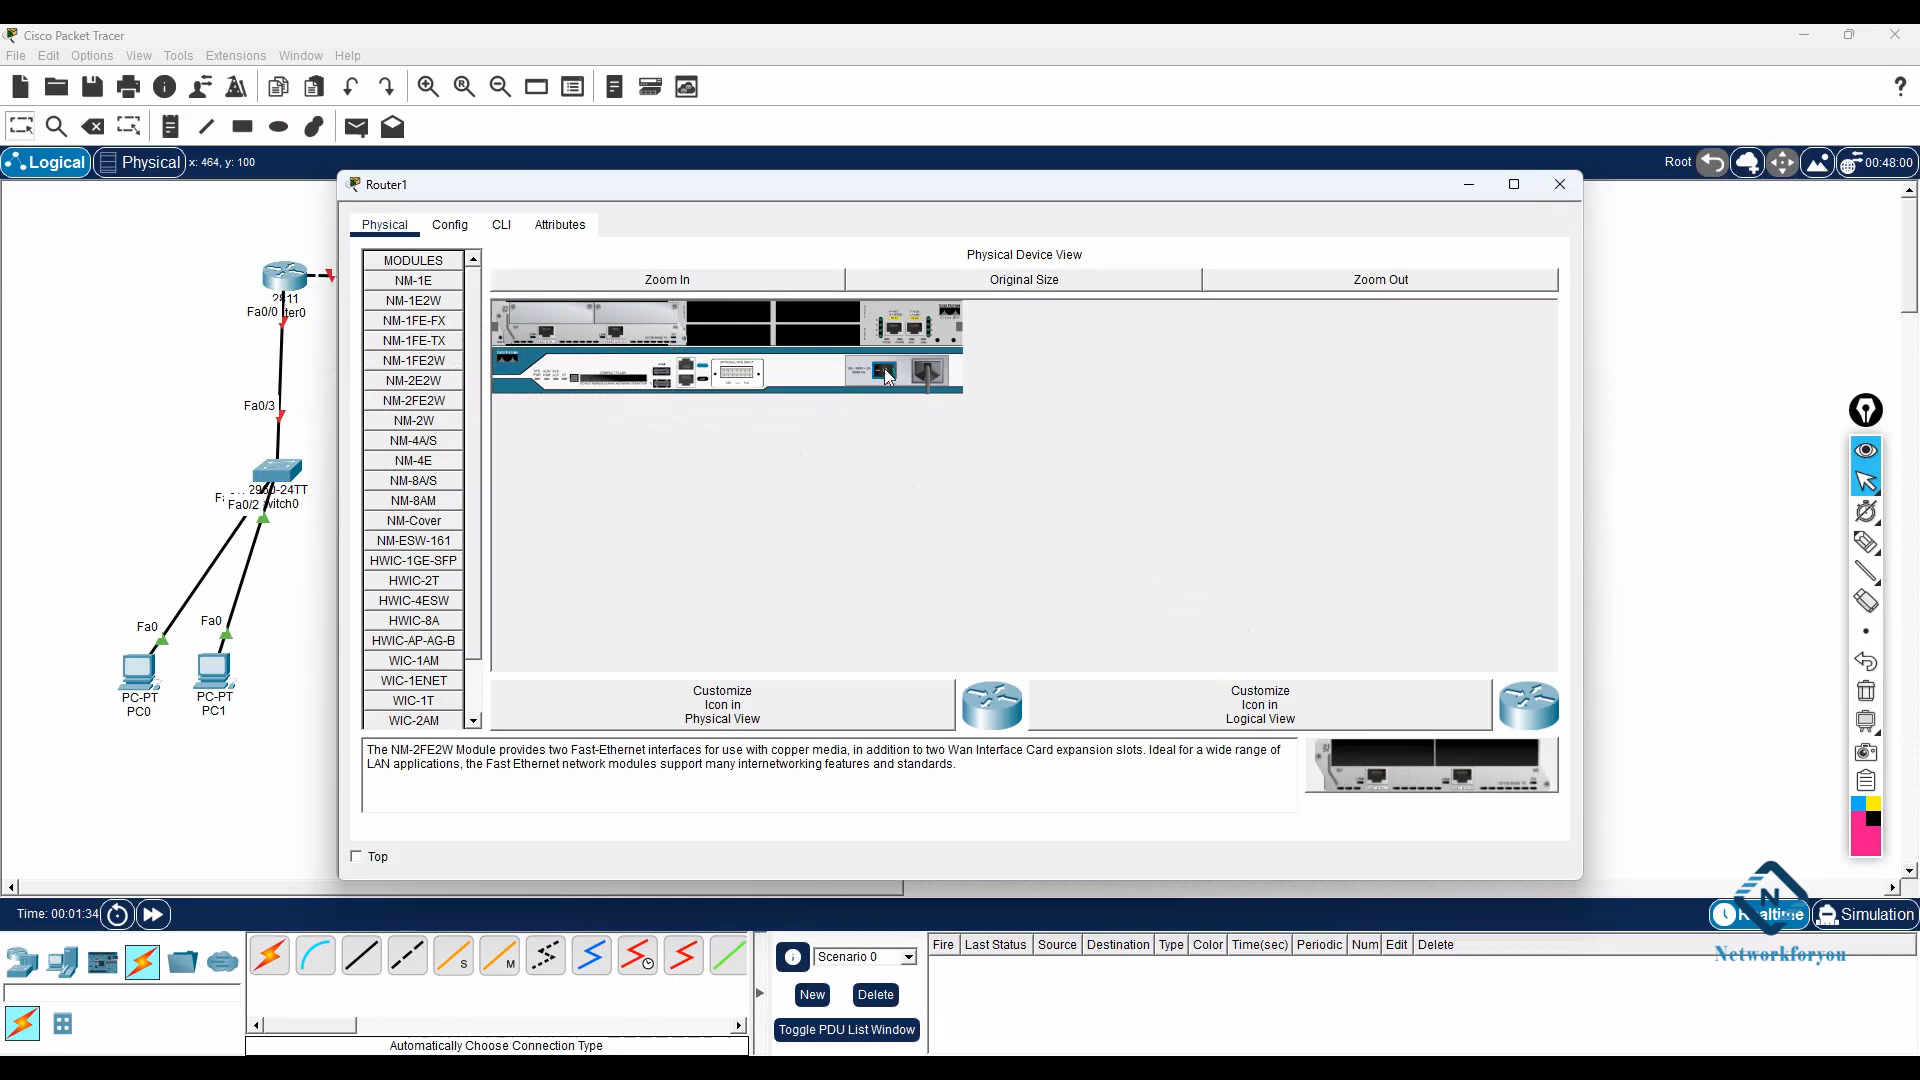 Cisco Packet Tracer
File Edit Options View Tools Extensions Window Help
Logical Physical x: 464, y: 100 Root 00:48:00
Router1
Physical Config CLI Attributes
MODULES
NM-1E
NM-1E2W
NM-1FE-FX
NM-1FE-TX
NM-1FE2W
NM-2E2W
NM-2FE2W
NM-2W
NM-4A/S
NM-4E
NM-8A/S
NM-8AM
NM-Cover
NM-ESW-161
HWIC-1GE-SFP
HWIC-2T
HWIC-4ESW
HWIC-8A
HWIC-AP-AG-B
WIC-1AM
WIC-1ENET
WIC-1T
WIC-2AM
Physical Device View
Zoom In Original Size Zoom Out
Customize
Icon in
Physical View
Customize
Icon in
Logical View
The NM-2FE2W Module provides two Fast-Ethernet interfaces for use with copper media, in addition to two Wan Interface Card expansion slots. Ideal for a wide range of
LAN applications, the Fast Ethernet network modules support many internetworking features and standards.
Top
Fa0/0
Fa0/3
Fa0/2
Fa0
Fa0
PC-PT
PC0
PC-PT
PC1
Time: 00:01:34
Realtime Simulation
Networkforyou
S M
Automatically Choose Connection Type
Scenario 0
New Delete
Toggle PDU List Window
Fire Last Status Source Destination Type Color Time(sec) Periodic Num Edit Delete